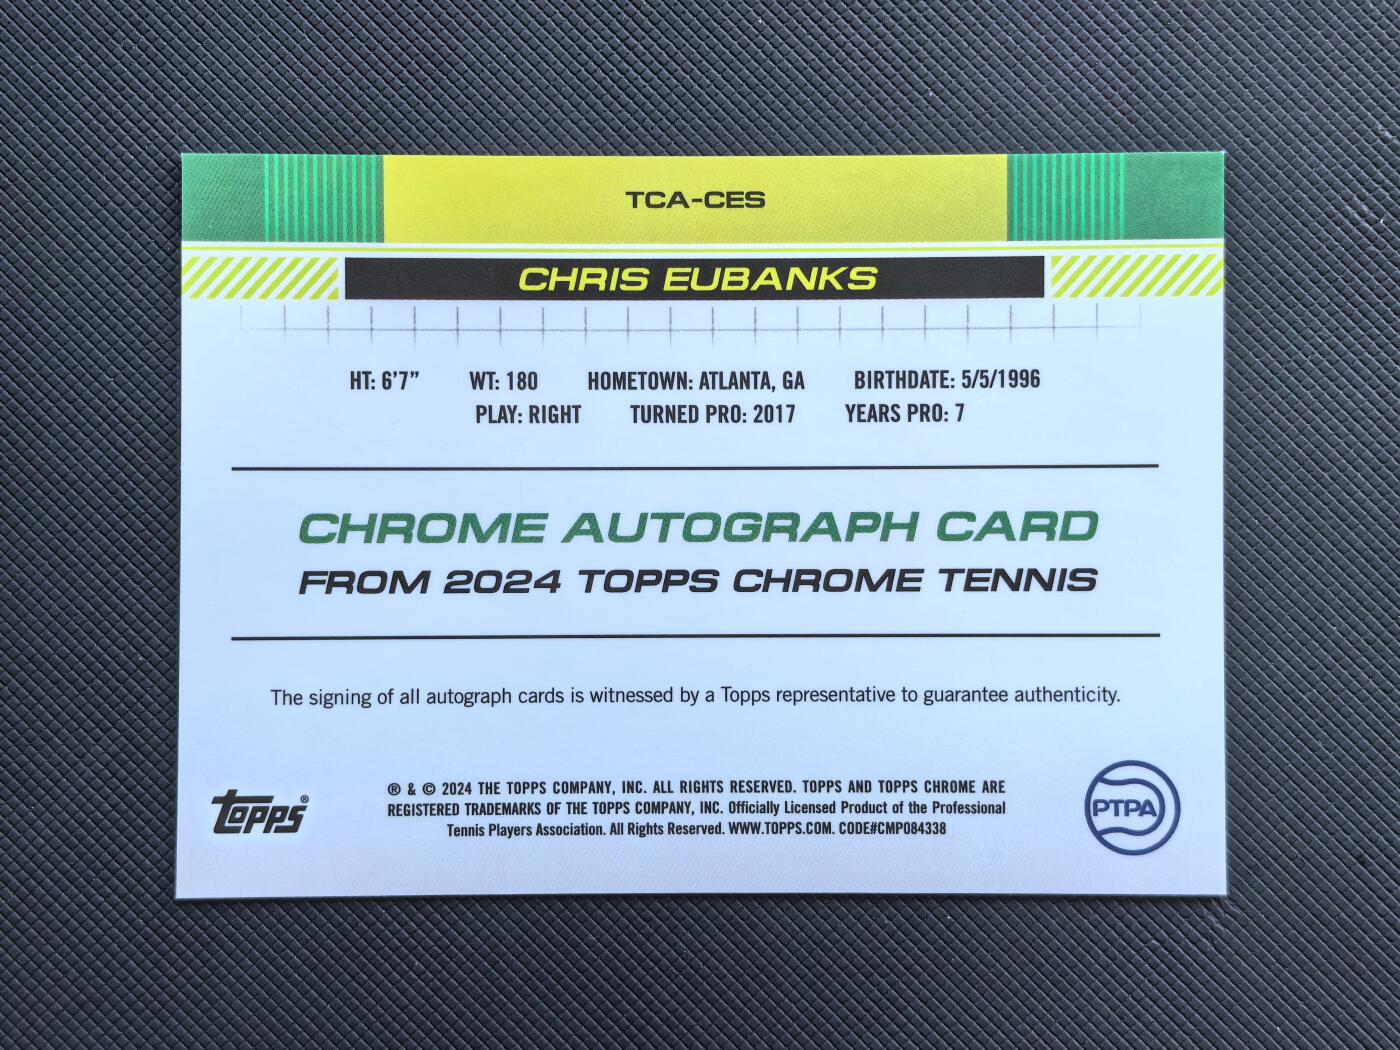 TCA-CES
CHRIS EUBANKS
HT: 6'7" WT: 180 HOMETOWN: ATLANTA, GA BIRTHDATE: 5/5/1996
PLAY: RIGHT TURNED PRO: 2017 YEARS PRO: 7
CHROME AUTOGRAPH CARD
FROM 2024 TOPPS CHROME TENNIS
The signing of all autograph cards is witnessed by a Topps representative to guarantee authenticity.
topps®
® & © 2024 THE TOPPS COMPANY, INC. ALL RIGHTS RESERVED. TOPPS AND TOPPS CHROME ARE
REGISTERED TRADEMARKS OF THE TOPPS COMPANY, INC. Officially Licensed Product of the Professional
Tennis Players Association. All Rights Reserved. WWW.TOPPS.COM. CODE#CMP084338
PTPA